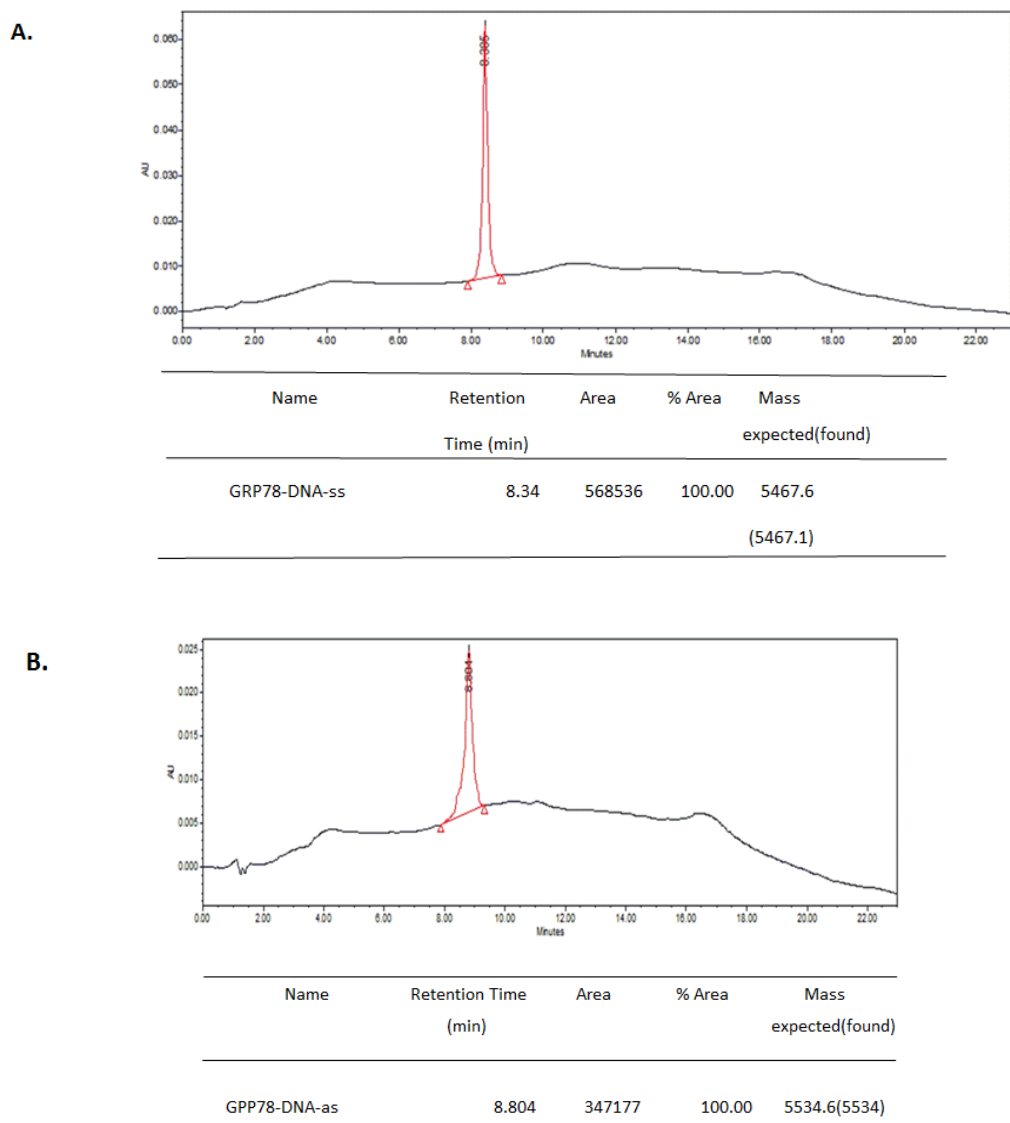 A.
0.060
0.050
0.040
0.030
0.020
0.010
0.000
AU
8.395
0.00 2.00 4.00 6.00 8.00 10.00 12.00 14.00 16.00 18.00 20.00 22.00
Minutes
Name Retention Area % Area Mass
Time (min) expected(found)
GRP78-DNA-ss 8.34 568536 100.00 5467.6
(5467.1)
B.
0.025
0.020
0.015
0.010
0.005
0.000
AU
8.804
0.00 2.00 4.00 6.00 8.00 10.00 12.00 14.00 16.00 18.00 20.00 22.00
Minutes
Name Retention Time Area % Area Mass
(min) expected(found)
GPP78-DNA-as 8.804 347177 100.00 5534.6(5534)